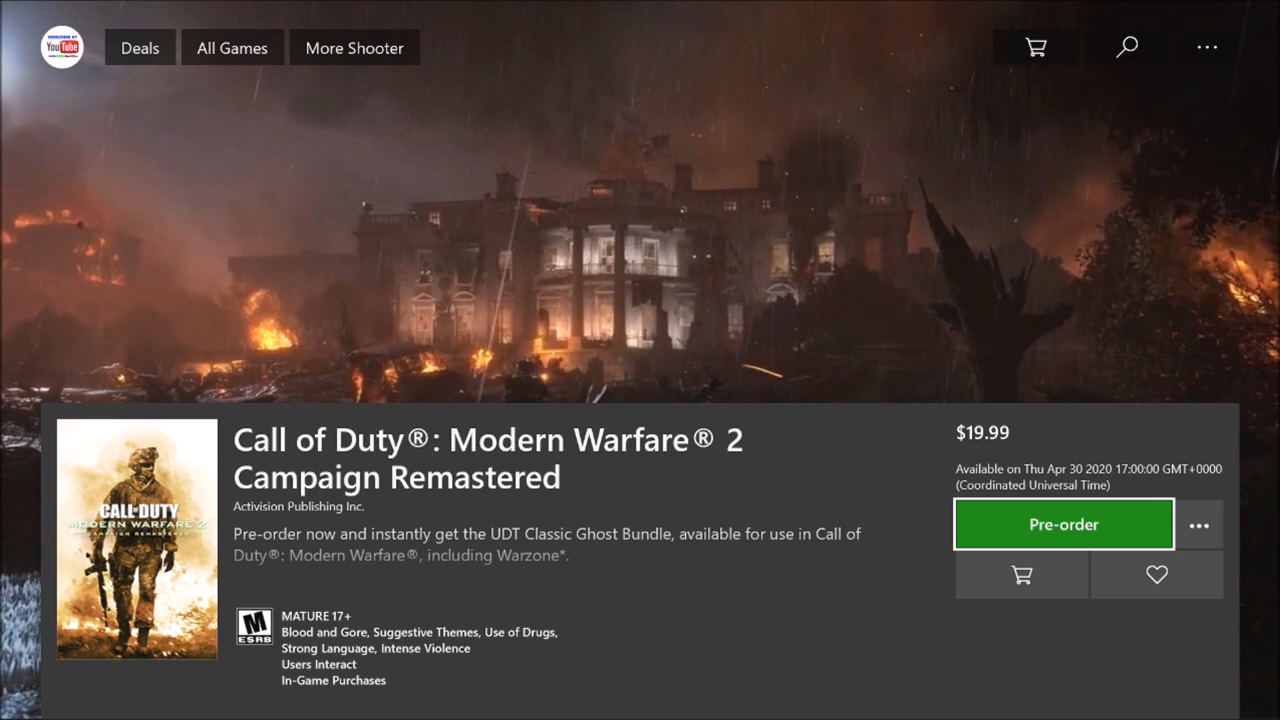 SUBSCRIBE AT
YouTube
Deals
All Games
More Shooter
Call of Duty®: Modern Warfare® 2
Campaign Remastered
Activision Publishing Inc.
Pre-order now and instantly get the UDT Classic Ghost Bundle, available for use in Call of
Duty®: Modern Warfare®, including Warzone*.
$19.99
Available on Thu Apr 30 2020 17:00:00 GMT+0000
(Coordinated Universal Time)
Pre-order
CALL OF DUTY
MODERN WARFARE 2
CAMPAIGN REMASTERED
M
ESRB
MATURE 17+
Blood and Gore, Suggestive Themes, Use of Drugs,
Strong Language, Intense Violence
Users Interact
In-Game Purchases